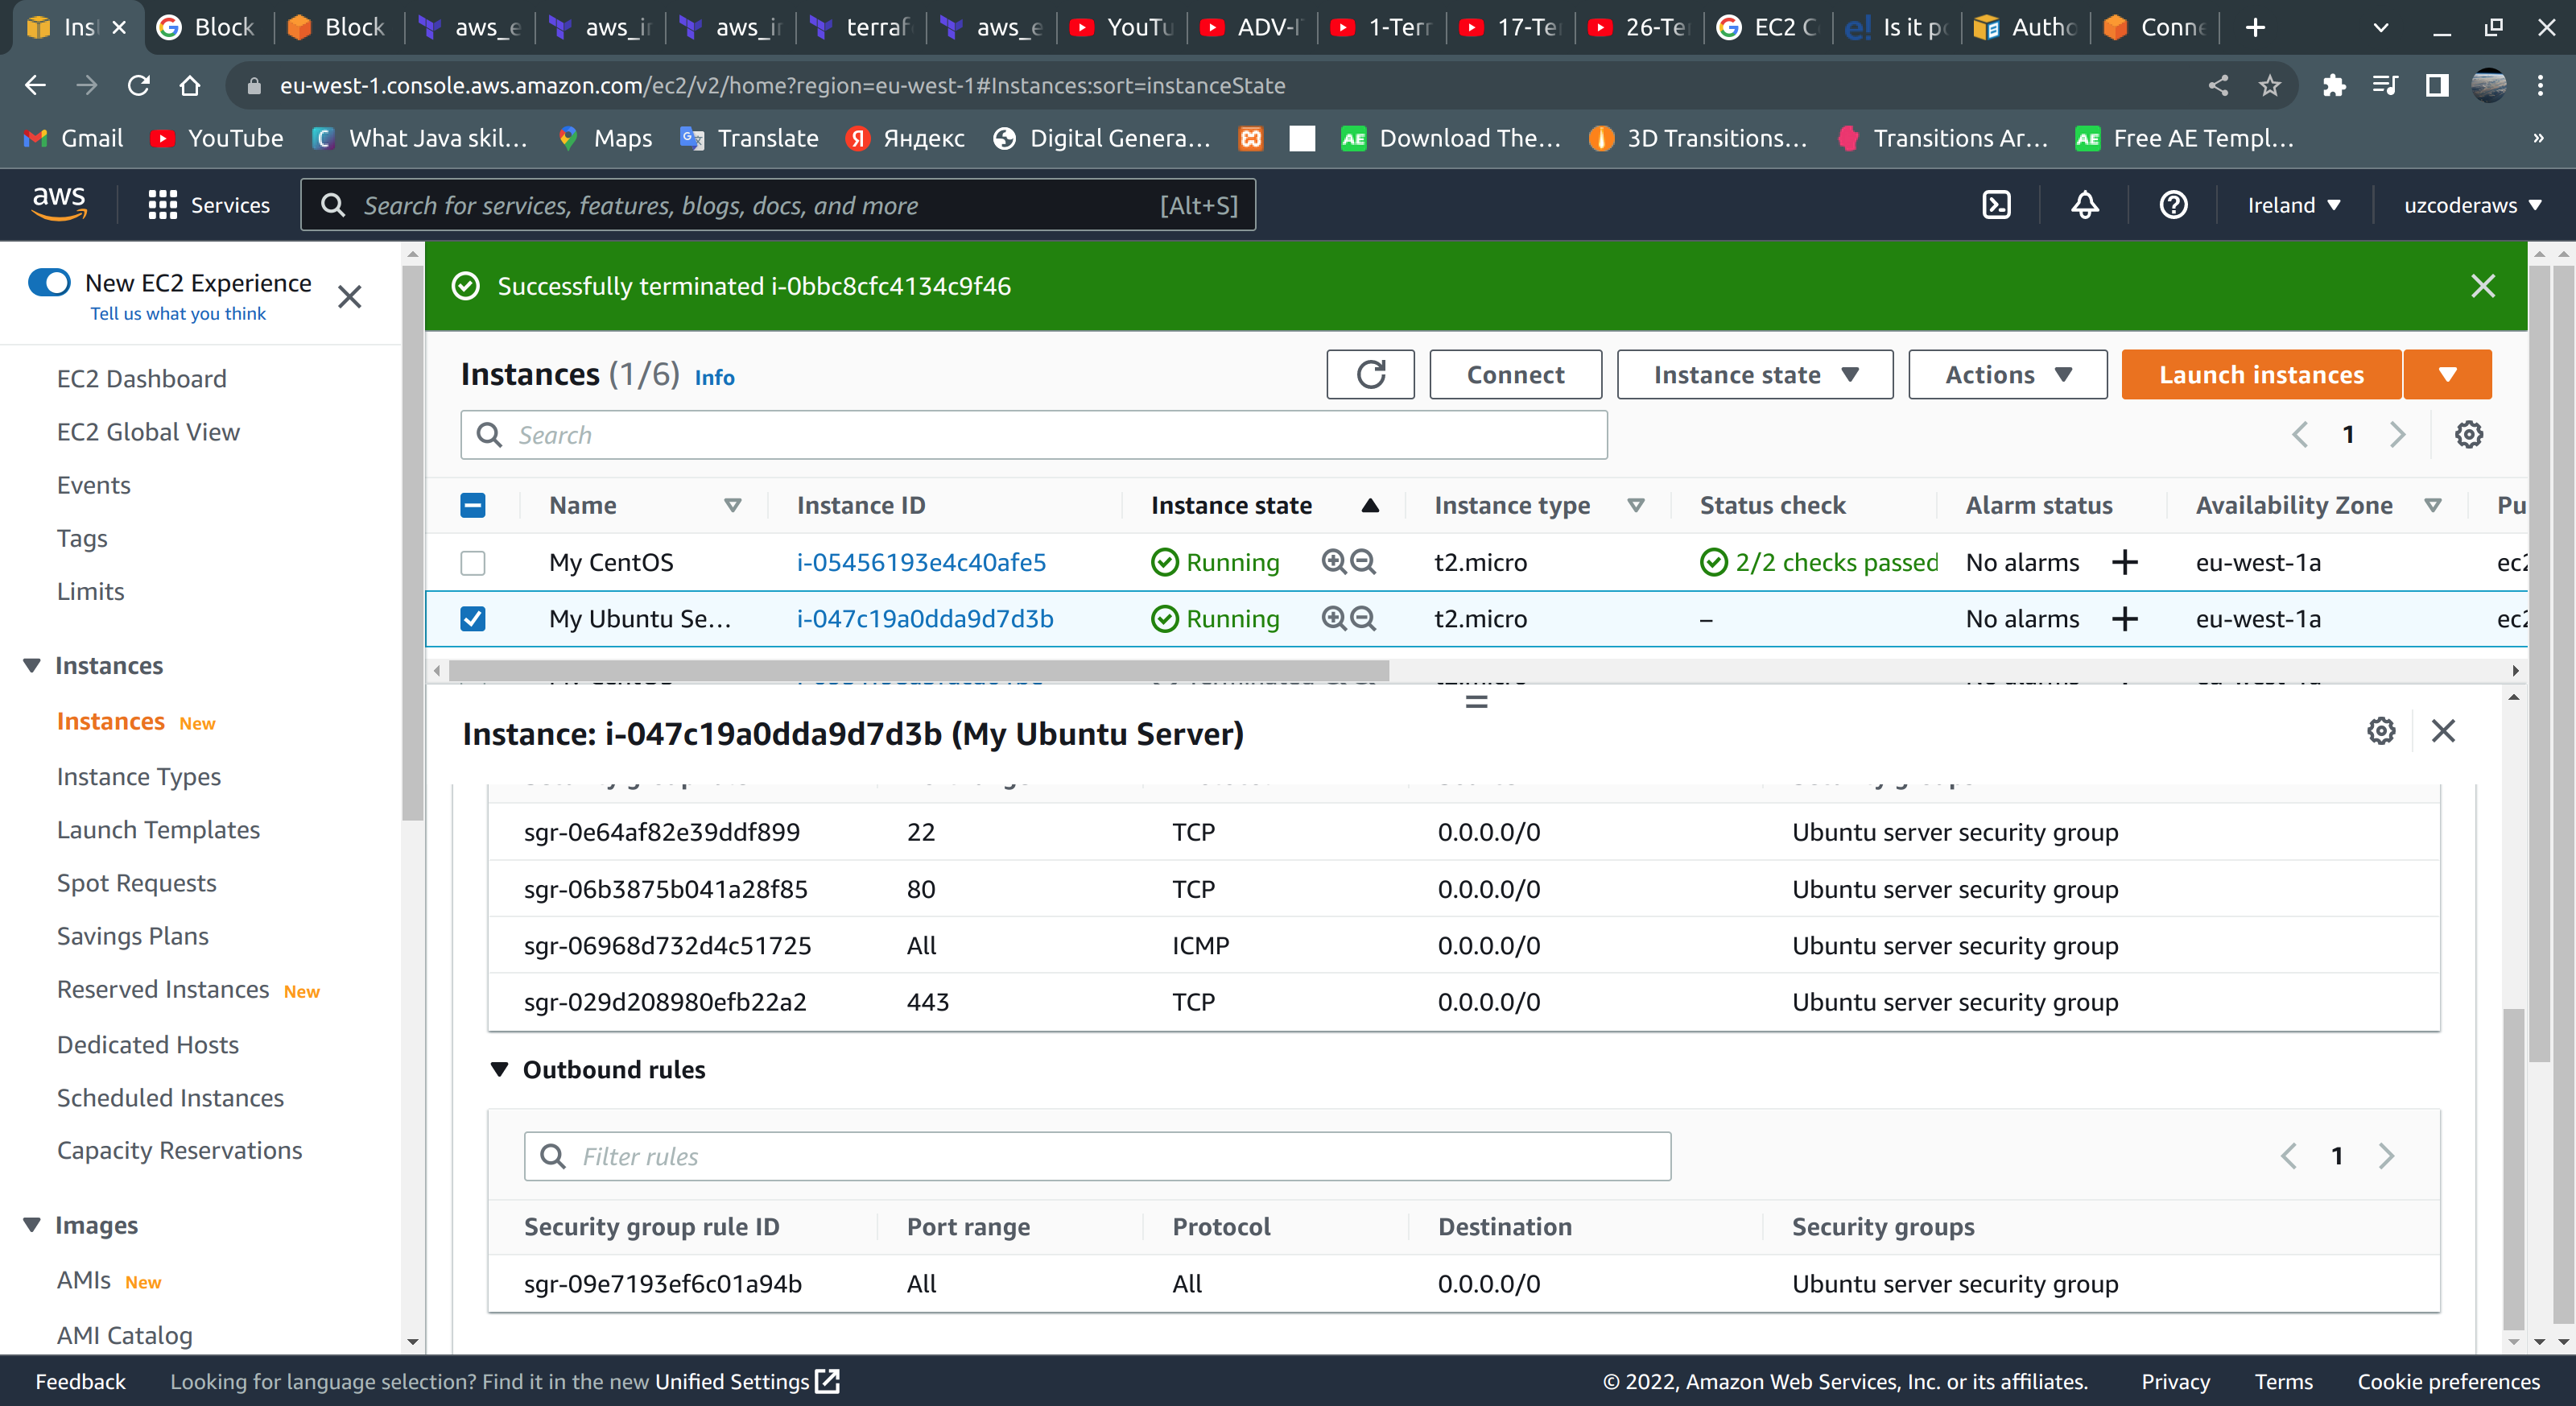 Inst
Block
Block
aws_e
aws_ir
aws_ir
terraf
aws_e
YouTu
ADV-I
1-Terr
17-Te
26-Te
EC2 C
Is it p
Autho
Conne
eu-west-1.console.aws.amazon.com/ec2/v2/home?region=eu-west-1#Instances:sort=instanceState
Gmail YouTube What Java skil... Maps Translate Яндекс Digital Genera... Download The... 3D Transitions... Transitions Ar... Free AE Templ... »
aws Services Search for services, features, blogs, docs, and more [Alt+S] Ireland uzcoderaws
New EC2 Experience
Tell us what you think
EC2 Dashboard
EC2 Global View
Events
Tags
Limits
Instances
Instances New
Instance Types
Launch Templates
Spot Requests
Savings Plans
Reserved Instances New
Dedicated Hosts
Scheduled Instances
Capacity Reservations
Images
AMIs New
AMI Catalog
Successfully terminated i-0bbc8cfc4134c9f46
Instances (1/6) Info Connect Instance state Actions Launch instances
Search 1
Name Instance ID Instance state Instance type Status check Alarm status Availability Zone Pu
My CentOS i-05456193e4c40afe5 Running t2.micro 2/2 checks passed No alarms + eu-west-1a ec2
My Ubuntu Se... i-047c19a0dda9d7d3b Running t2.micro – No alarms + eu-west-1a ec2
Instance: i-047c19a0dda9d7d3b (My Ubuntu Server)
sgr-0e64af82e39ddf899 22 TCP 0.0.0.0/0 Ubuntu server security group
sgr-06b3875b041a28f85 80 TCP 0.0.0.0/0 Ubuntu server security group
sgr-06968d732d4c51725 All ICMP 0.0.0.0/0 Ubuntu server security group
sgr-029d208980efb22a2 443 TCP 0.0.0.0/0 Ubuntu server security group
Outbound rules
Filter rules 1
Security group rule ID Port range Protocol Destination Security groups
sgr-09e7193ef6c01a94b All All 0.0.0.0/0 Ubuntu server security group
Feedback Looking for language selection? Find it in the new Unified Settings © 2022, Amazon Web Services, Inc. or its affiliates. Privacy Terms Cookie preferences